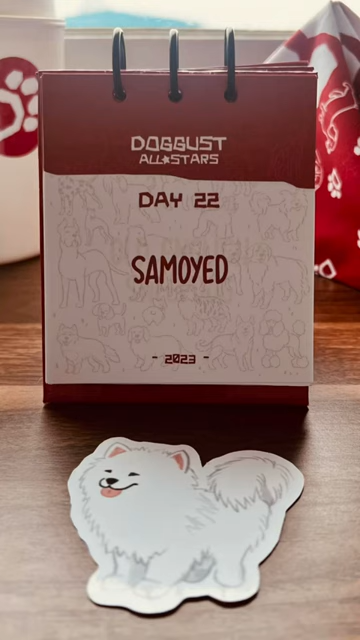 DOGGUST
ALL★STARS
DAY 22
SAMOYED
- 2023 -